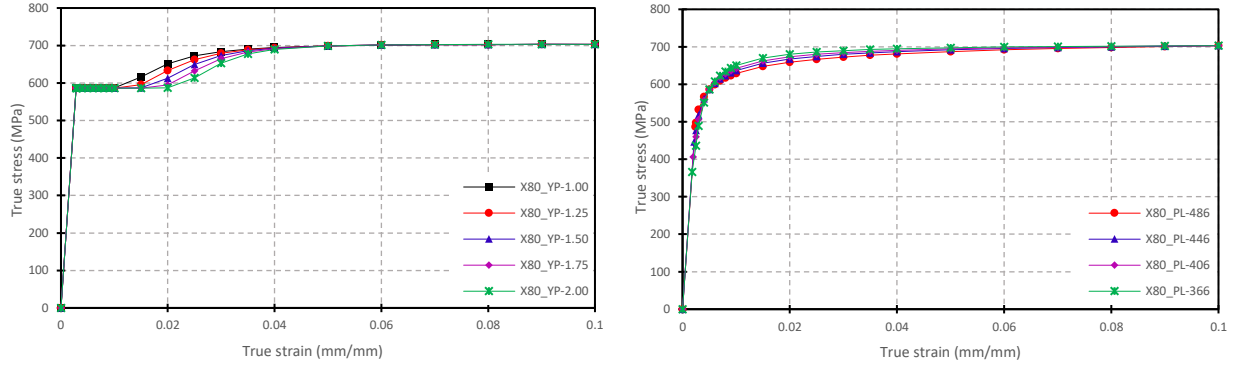 800
700
600
500
400
300
200
100
0
True stress (MPa)
0
0.02
0.04
0.06
0.08
0.1
True strain (mm/mm)
X80_YP-1.00
X80_YP-1.25
X80_YP-1.50
X80_YP-1.75
X80_YP-2.00
800
700
600
500
400
300
200
100
0
True stress (MPa)
0
0.02
0.04
0.06
0.08
0.1
True strain (mm/mm)
X80_PL-486
X80_PL-446
X80_PL-406
X80_PL-366